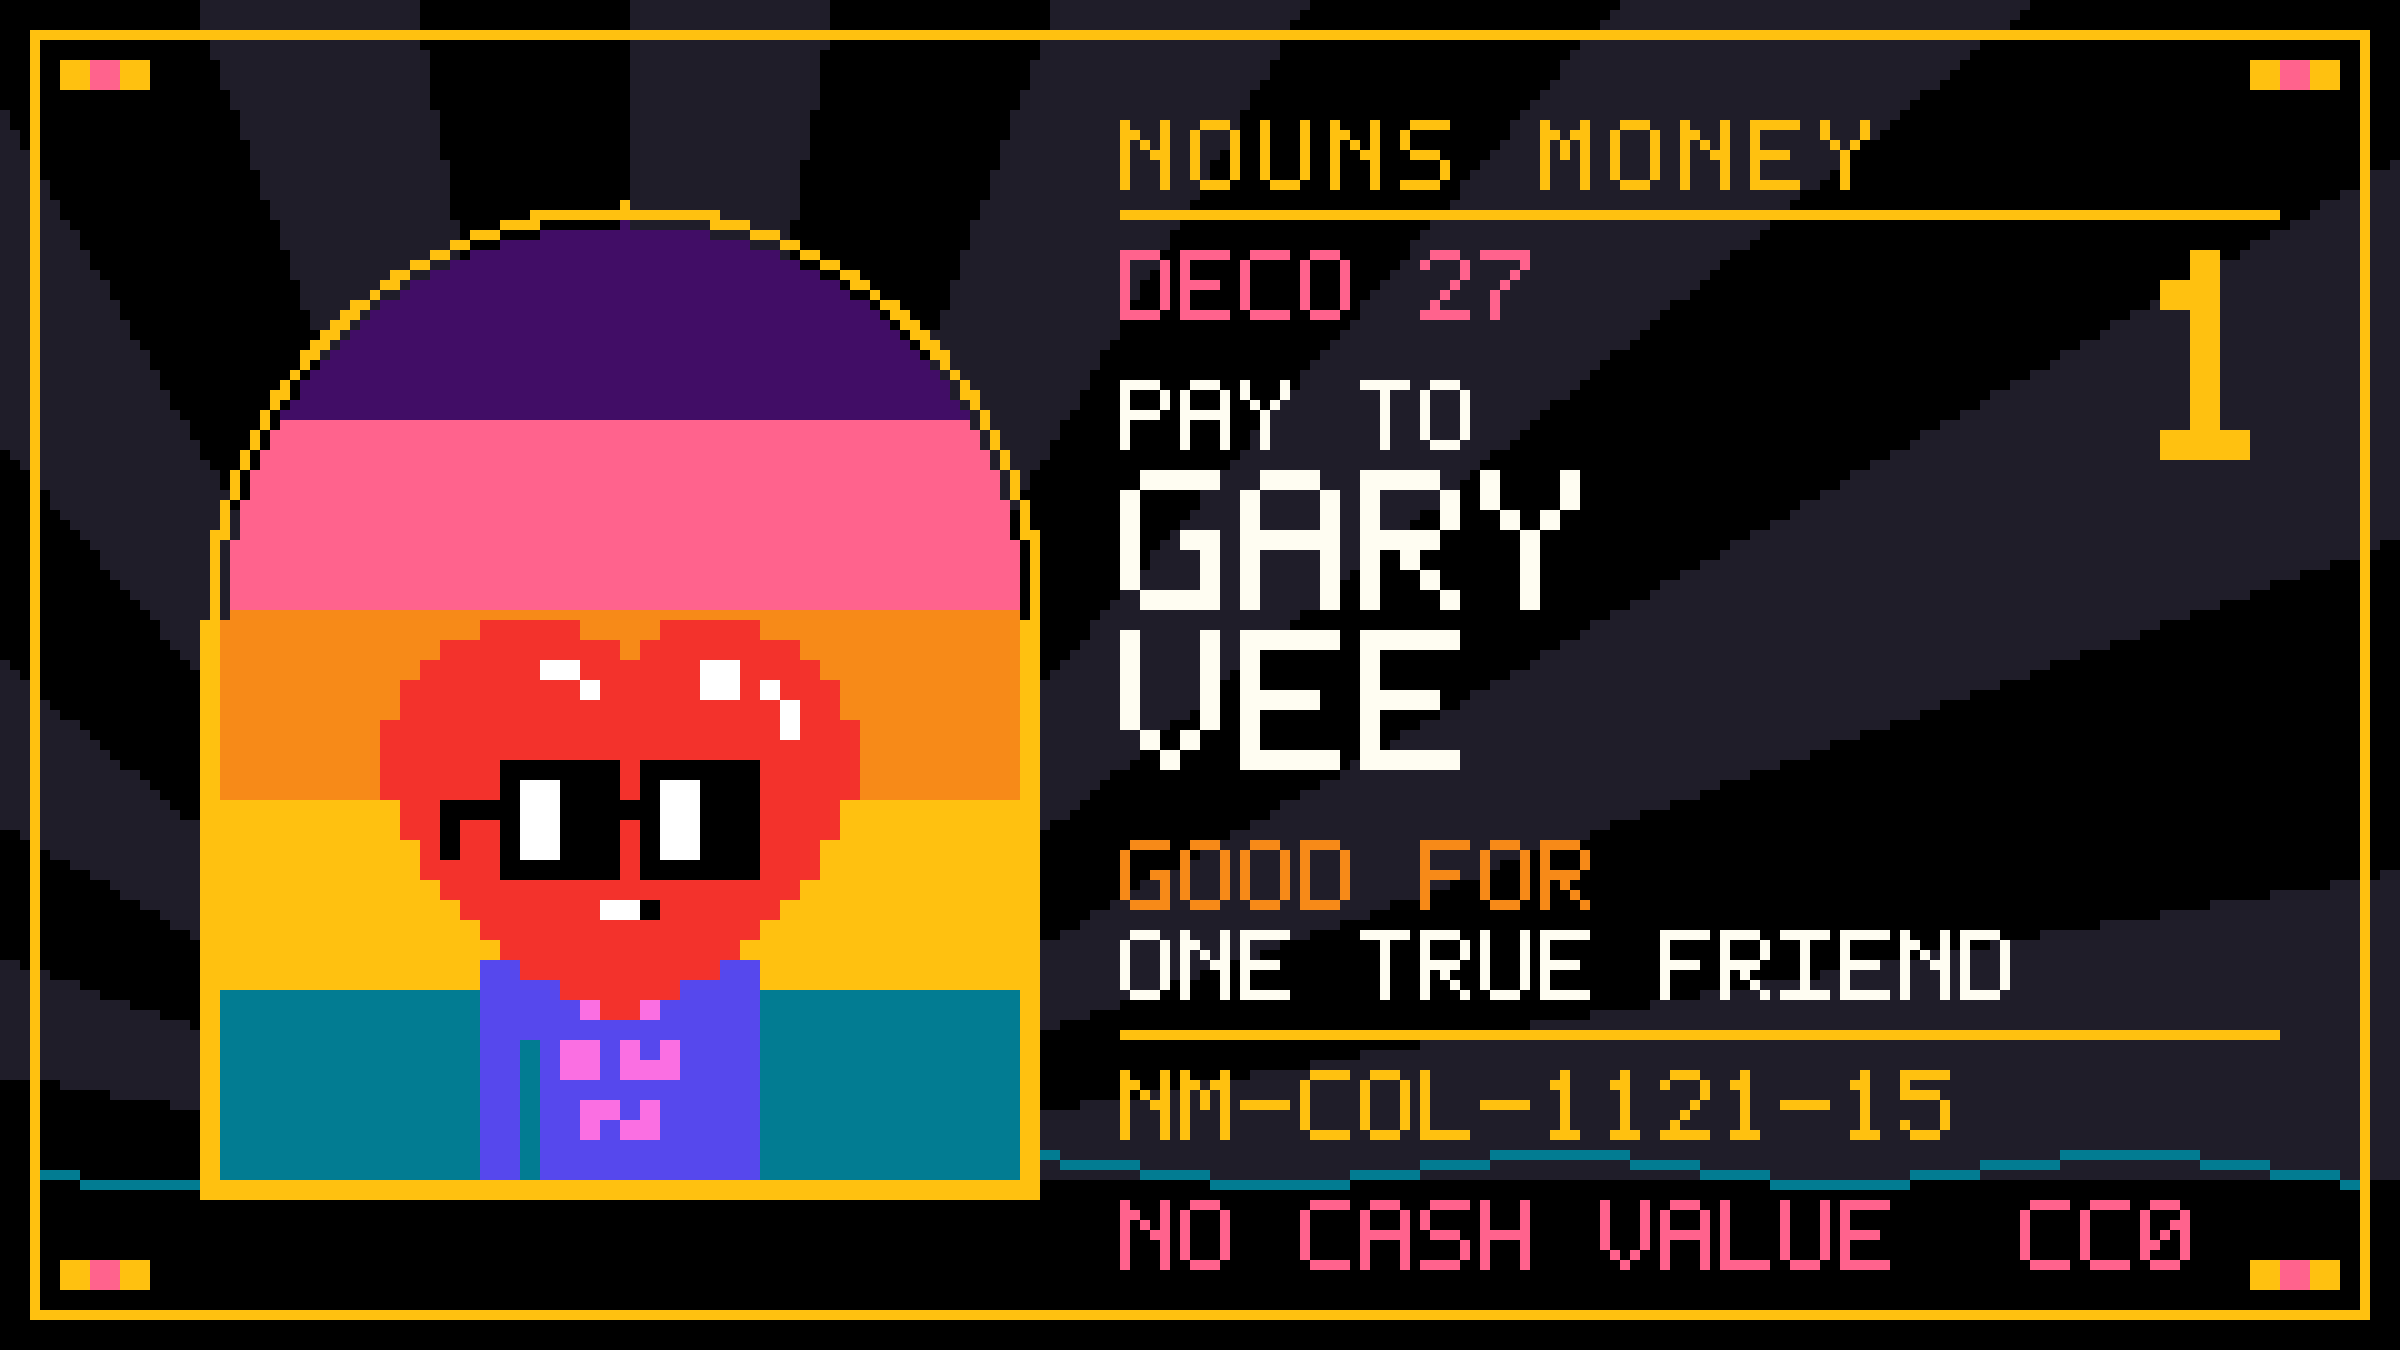 NOUNS MONEY
DECO 27
1
PAY TO
GARY
VEE
GOOD FOR
ONE TRUE FRIEND
NM-COL-1121-15
NO CASH VALUE CC0